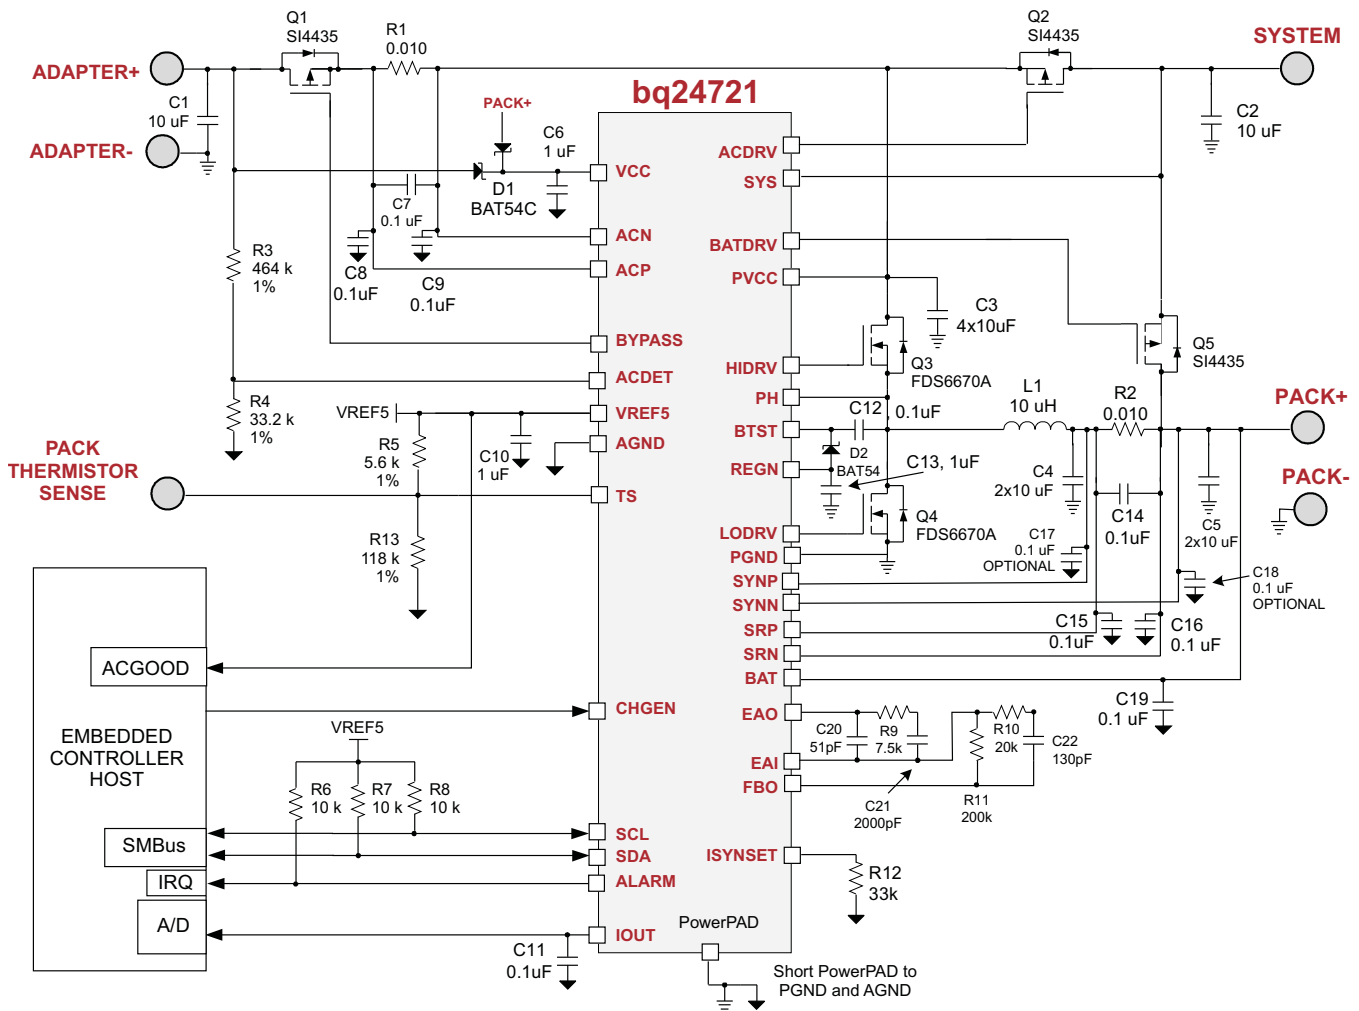 Q1
SI4435
R1
0.010
Q2
SI4435
SYSTEM
ADAPTER+
C1
10 uF
ADAPTER-
PACK+
C6
1 uF
bq24721
C2
10 uF
D1
BAT54C
C7
0.1 uF
C8
0.1uF
C9
0.1uF
R3
464 k
1%
R4
33.2 k
1%
VCC
ACN
ACP
BYPASS
ACDET
VREF5
AGND
TS
ACDRV
SYS
BATDRV
PVCC
HIDRV
PH
BTST
REGN
LODRV
PGND
SYNP
SYNN
SRP
SRN
BAT
EAO
EAI
FBO
ISYNSET
C3
4x10uF
Q3
FDS6670A
Q5
SI4435
C12
0.1uF
L1
10 uH
R2
0.010
PACK+
D2
BAT54
C13, 1uF
C4
2x10 uF
PACK-
Q4
FDS6670A
C17
0.1 uF
OPTIONAL
C14
0.1uF
C5
2x10 uF
C18
0.1 uF
OPTIONAL
C15
0.1uF
C16
0.1 uF
C19
0.1 uF
VREF5
R5
5.6 k
1%
C10
1 uF
PACK
THERMISTOR
SENSE
R13
118 k
1%
ACGOOD
EMBEDDED
CONTROLLER
HOST
VREF5
R6
10 k
R7
10 k
R8
10 k
SMBus
IRQ
A/D
CHGEN
SCL
SDA
ALARM
IOUT
C11
0.1uF
C20
51pF
R9
7.5k
R10
20k
C22
130pF
C21
2000pF
R11
200k
R12
33k
PowerPAD
Short PowerPAD to
PGND and AGND